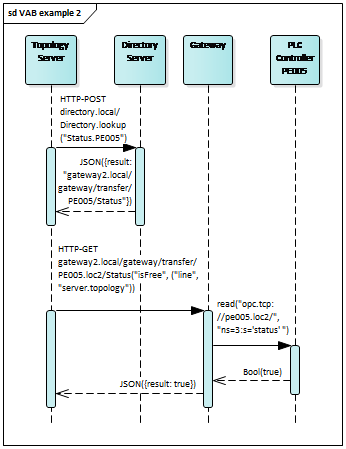 sd VAB example 2
Topology
Server
Directory
Server
Gateway
PLC
Controller
PE005
HTTP-POST
directory.local/
Directory.lookup
("Status.PE005")
JSON({result:
"gateway2.local/
gateway/transfer/
PE005/Status"})
HTTP-GET
gateway2.local/gateway/transfer/
PE005.loc2/Status("isFree", ("line",
"server.topology"))
read("opc.tcp:
//pe005.loc2/",
"ns=3:s='status' ")
Bool(true)
JSON({result: true})